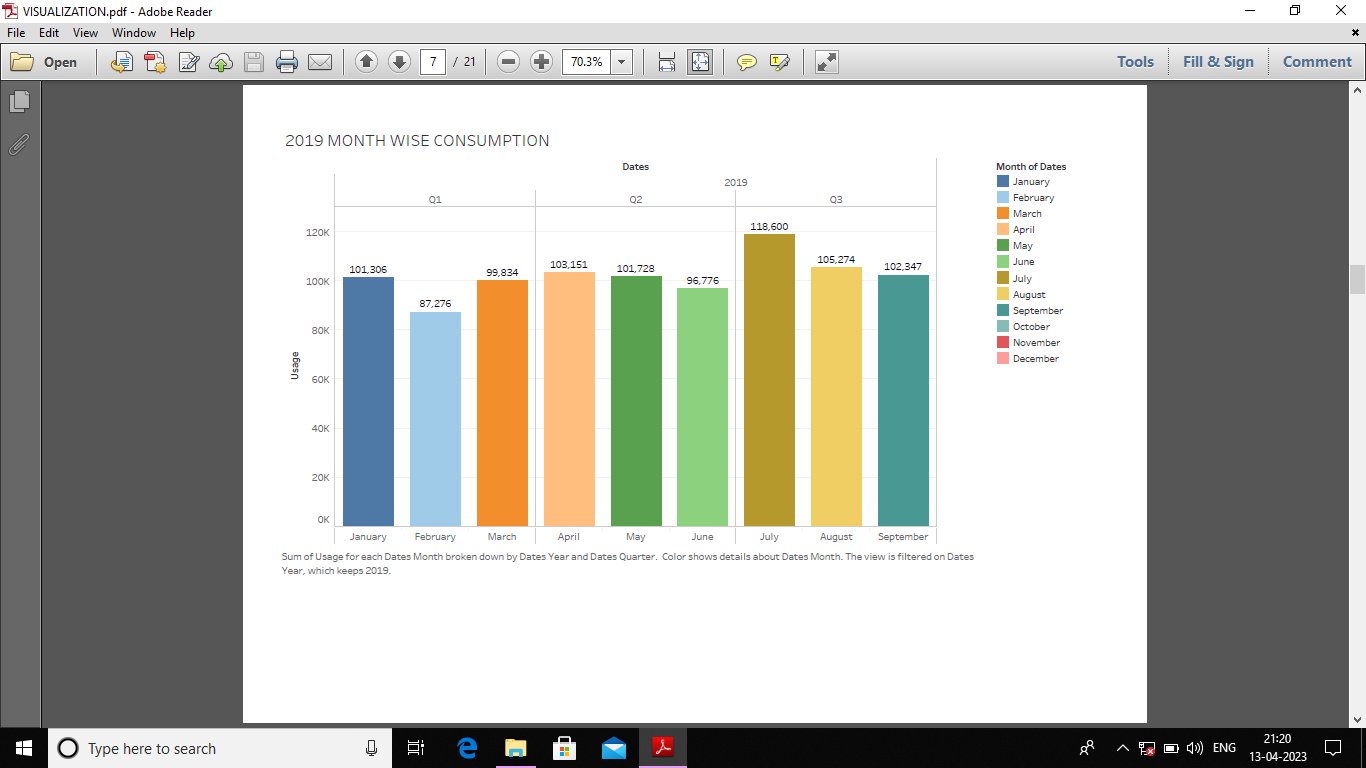 VISUALIZATION.pdf - Adobe Reader
File Edit View Window Help
Open 7 / 21 70.3% Tools Fill & Sign Comment
2019 MONTH WISE CONSUMPTION
Dates
2019
Q1 Q2 Q3
Month of Dates
January
February
March
April
May
June
July
August
September
October
November
December
Usage
120K
100K
80K
60K
40K
20K
0K
101,306
87,276
99,834
103,151
101,728
96,776
118,600
105,274
102,347
January February March April May June July August September
Sum of Usage for each Dates Month broken down by Dates Year and Dates Quarter. Color shows details about Dates Month. The view is filtered on Dates
Year, which keeps 2019.
Type here to search
ENG
21:20
13-04-2023